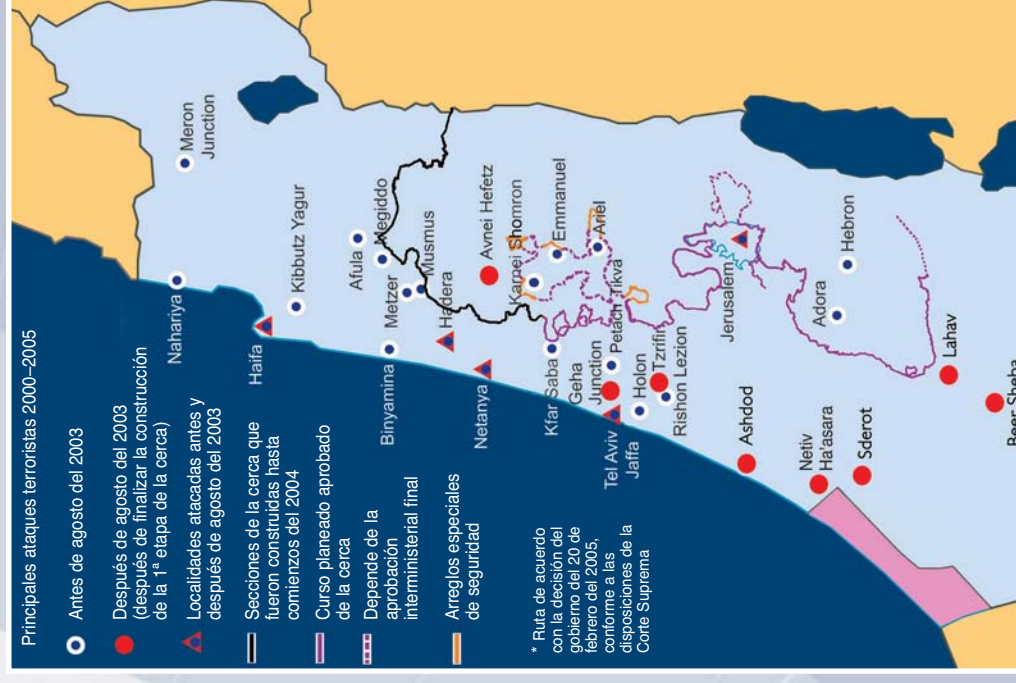 Principales ataques terroristas 2000–2005
Antes de agosto del 2003
Después de agosto del 2003
(después de finalizar la construcción
de la 1ª etapa de la cerca)
Localidades atacadas antes y
después de agosto del 2003
Secciones de la cerca que
fueron construidas hasta
comienzos del 2004
Curso planeado aprobado
de la cerca
Depende de la
aprobación
interministerial final
Arreglos especiales
de seguridad
* Ruta de acuerdo
con la decisión del
gobierno del 20 de
febrero del 2005,
conforme a las
disposiciones de la
Corte Suprema
Meron
Junction
Nahariya
Kibbutz Yagur
Haifa
Afula
Megiddo
Metzer
Musmus
Binyamina
Hadera
Avnei Hefetz
Netanya
Karnei Shomron
Emmanuel
Kfar Saba
Ariel
Geha
Junction
Petach Tikva
Tel Aviv
Jaffa
Holon
Tzrifin
Rishon Lezion
Jerusalem
Ashdod
Adora
Hebron
Netiv
Ha'asara
Sderot
Lahav
Beer Sheba